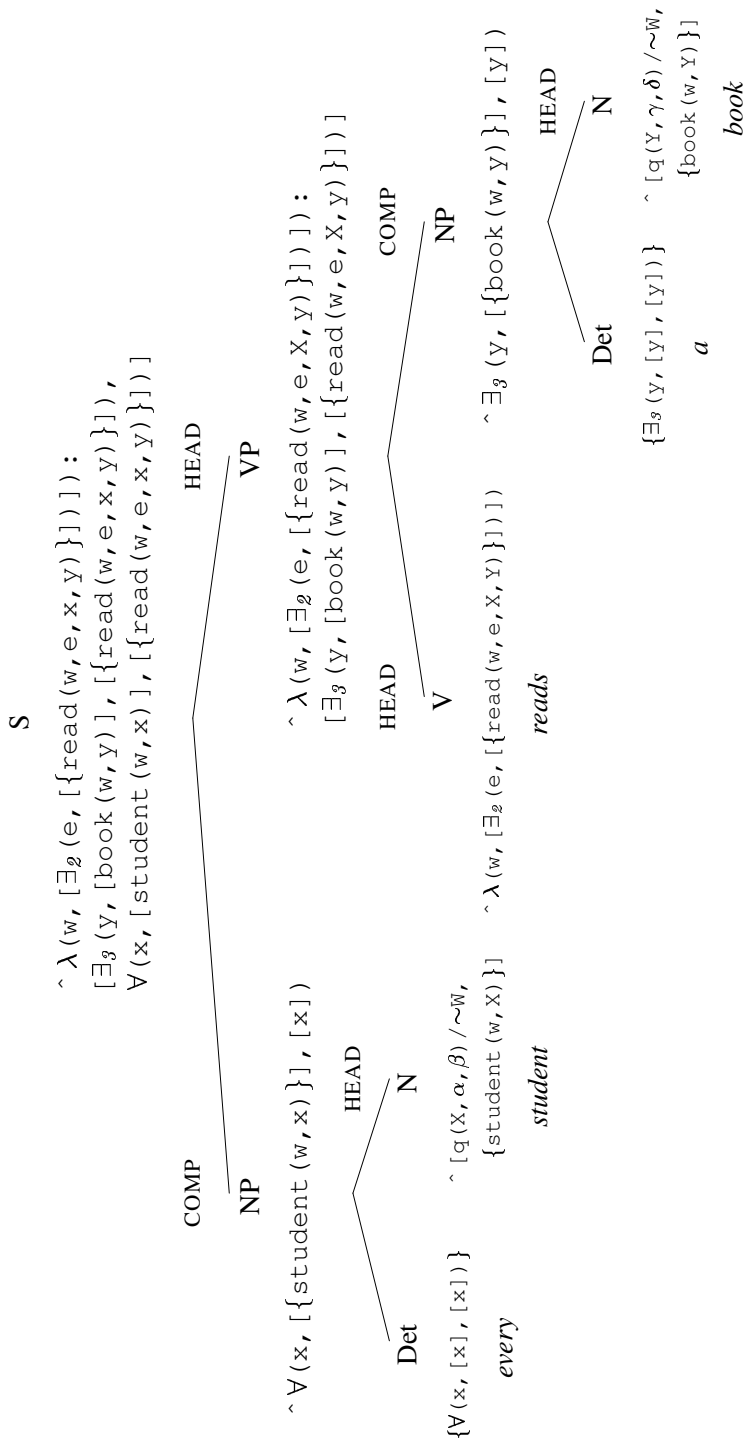 S
ˆ λ(w,[∃₂(e,[{read(w,e,x,y)}])]):
[∃₃(y,[book(w,y)],[{read(w,e,x,y)}]),
∀(x,[student(w,x)],[{read(w,e,x,y)}])]
COMP
NP
ˆ ∀(x,[{student(w,x)}],[x])
Det
{∀(x,[x],[x])}
every
HEAD
N
ˆ [q(X,α,β)/~W,
{student(w,X)}]
student
HEAD
VP
ˆ λ(w,[∃₂(e,[{read(w,e,X,y)}])]):
[∃₃(y,[book(w,y)],[{read(w,e,X,y)}])]
HEAD
V
ˆ λ(w,[∃₂(e,[{read(w,e,X,Y)}])])
reads
COMP
NP
ˆ ∃₃(y,[{book(w,y)}],[y])
Det
{∃₃(y,[y],[y])}
a
HEAD
N
ˆ [q(Y,γ,δ)/~W,
{book(w,Y)}]
book